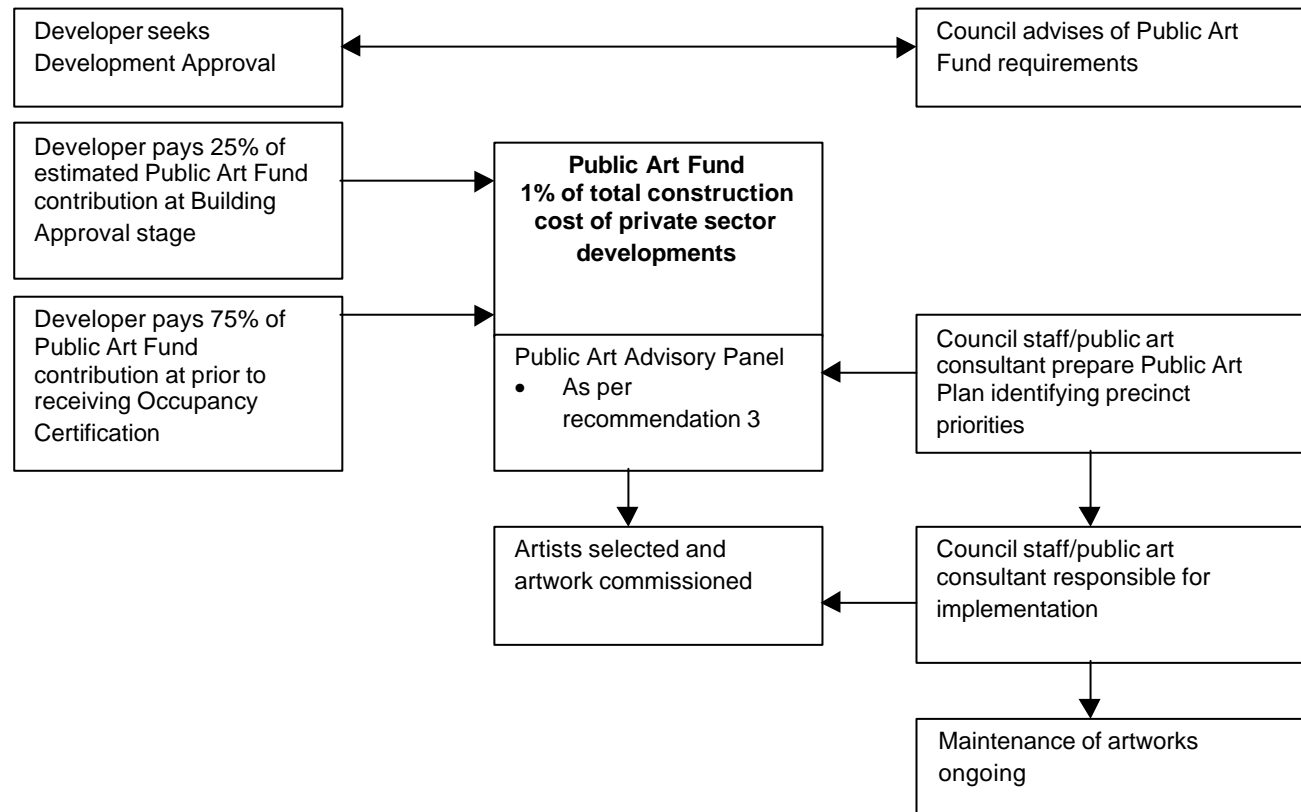 Developer seeks
Development Approval
Council advises of Public Art
Fund requirements
Developer pays 25% of
estimated Public Art Fund
contribution at Building
Approval stage
Public Art Fund
1% of total construction
cost of private sector
developments
Developer pays 75% of
Public Art Fund
contribution at prior to
receiving Occupancy
Certification
Public Art Advisory Panel
• As per
recommendation 3
Council staff/public art
consultant prepare Public Art
Plan identifying precinct
priorities
Artists selected and
artwork commissioned
Council staff/public art
consultant responsible for
implementation
Maintenance of artworks
ongoing